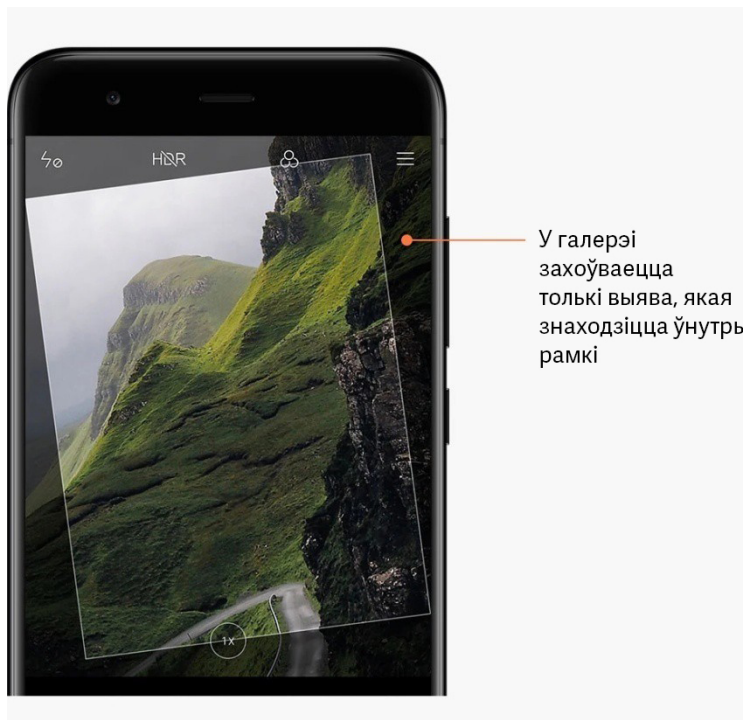 HDR
1X
У галерэі
захоўваецца
толькі выява, якая
знаходзіцца ўнутры
рамкі